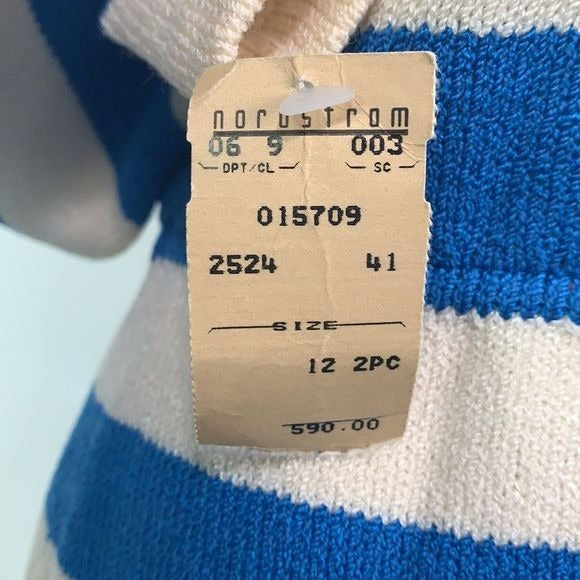 nordstrom
06 9 003
DPT/CL SC
015709
2524 41
SIZE
12 2PC
590.00